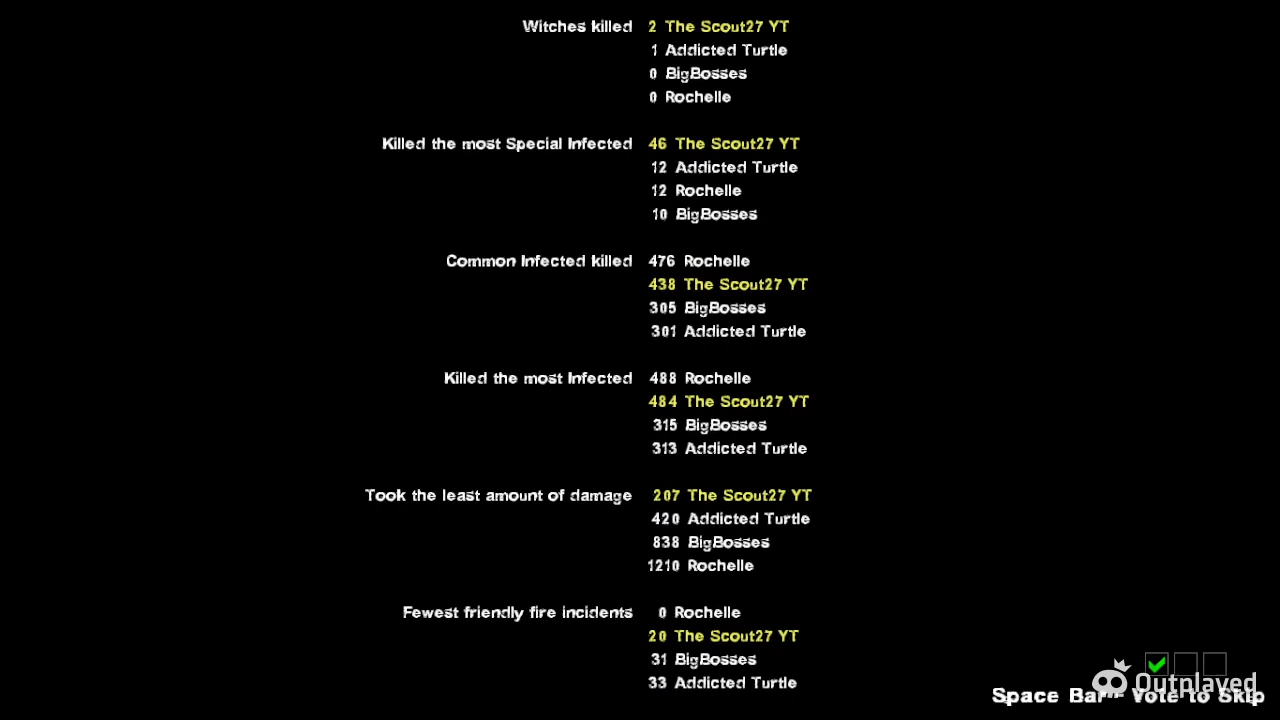 Witches killed 2 The Scout27 YT
1 Addicted Turtle
0 BigBosses
0 Rochelle
Killed the most Special Infected 46 The Scout27 YT
12 Addicted Turtle
12 Rochelle
10 BigBosses
Common Infected killed 476 Rochelle
438 The Scout27 YT
305 BigBosses
301 Addicted Turtle
Killed the most Infected 488 Rochelle
484 The Scout27 YT
315 BigBosses
313 Addicted Turtle
Took the least amount of damage 207 The Scout27 YT
420 Addicted Turtle
838 BigBosses
1210 Rochelle
Fewest friendly fire incidents 0 Rochelle
20 The Scout27 YT
31 BigBosses
33 Addicted Turtle
Outplayed
Space Bar Vote to Skip